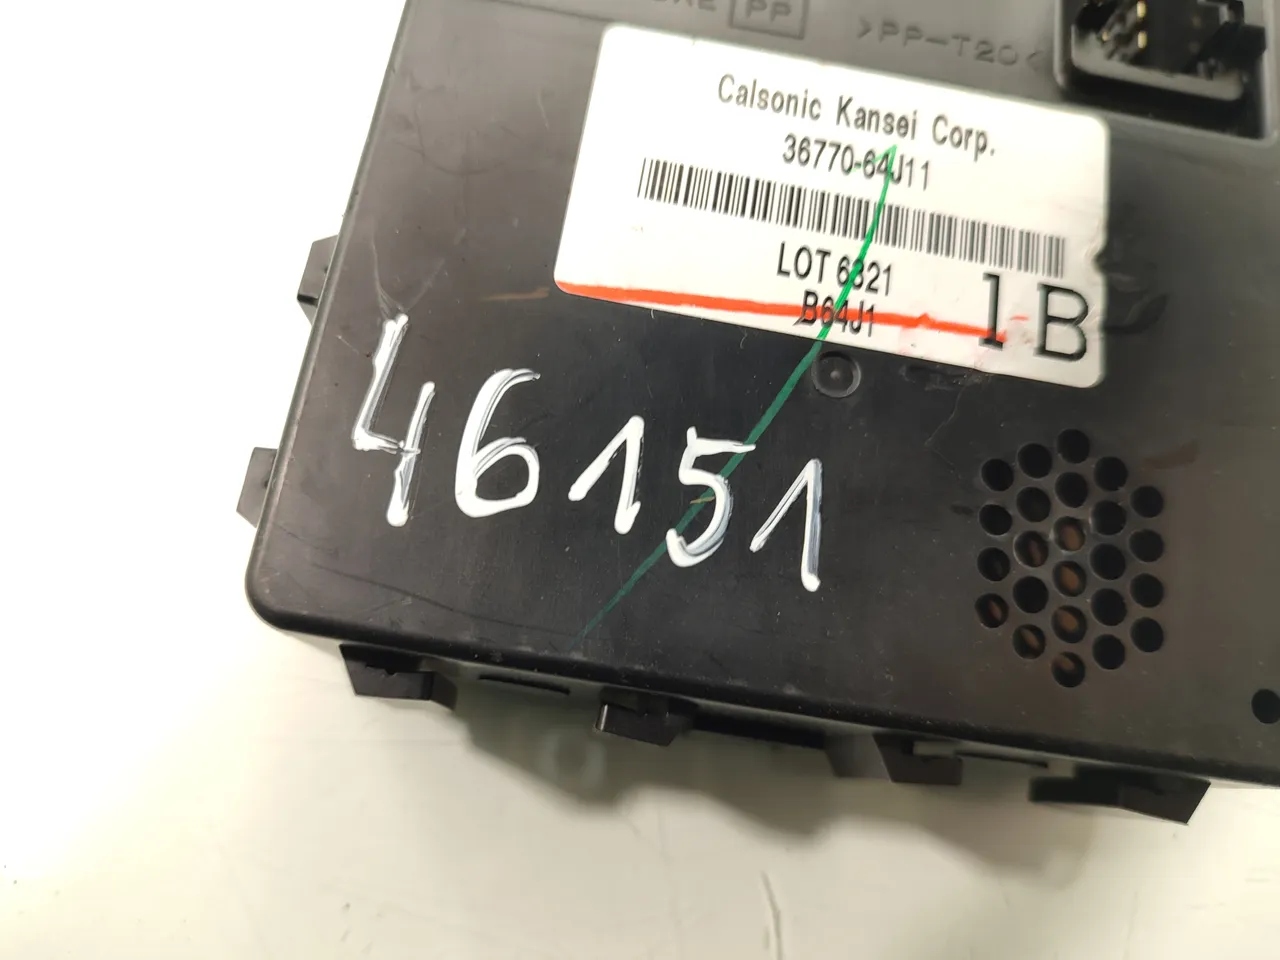 PP
>PP-T20<
Calsonic Kansei Corp.
36770-64J11
LOT 6321
B64J1
1B
46151